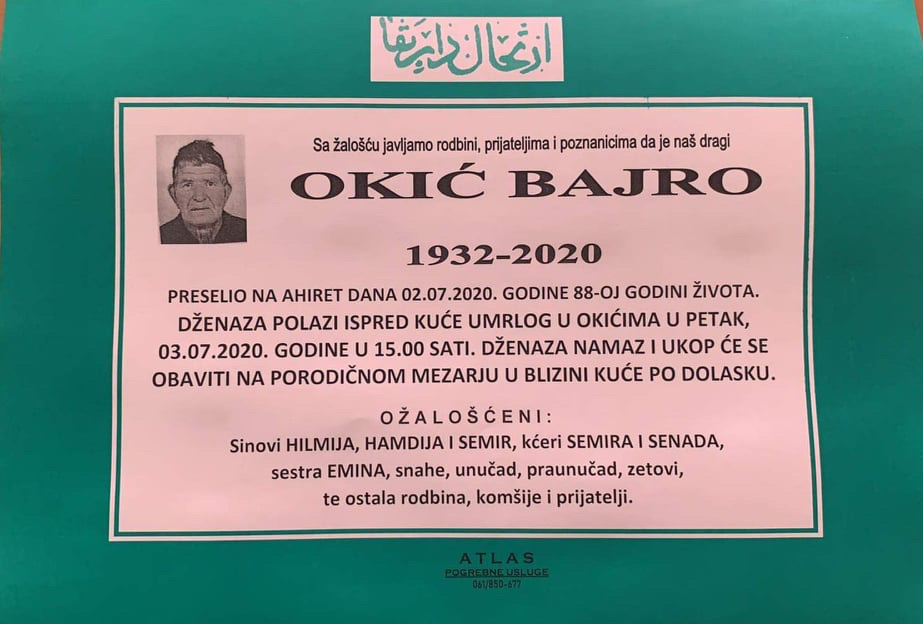 ارتحال دار بقا
Sa žalošću javljamo rodbini, prijateljima i poznanicima da je naš dragi
OKIĆ BAJRO
1932-2020
PRESELIO NA AHIRET DANA 02.07.2020. GODINE 88-OJ GODINI ŽIVOTA.
DŽENAZA POLAZI ISPRED KUĆE UMRLOG U OKIĆIMA U PETAK,
03.07.2020. GODINE U 15.00 SATI. DŽENAZA NAMAZ I UKOP ĆE SE
OBAVITI NA PORODIČNOM MEZARJU U BLIZINI KUĆE PO DOLASKU.
OŽALOŠĆENI:
Sinovi HILMIJA, HAMDIJA I SEMIR, kćeri SEMIRA I SENADA,
sestra EMINA, snahe, unučad, praunučad, zetovi,
te ostala rodbina, komšije i prijatelji.
ATLAS
POGREBNE USLUGE
061/850-677